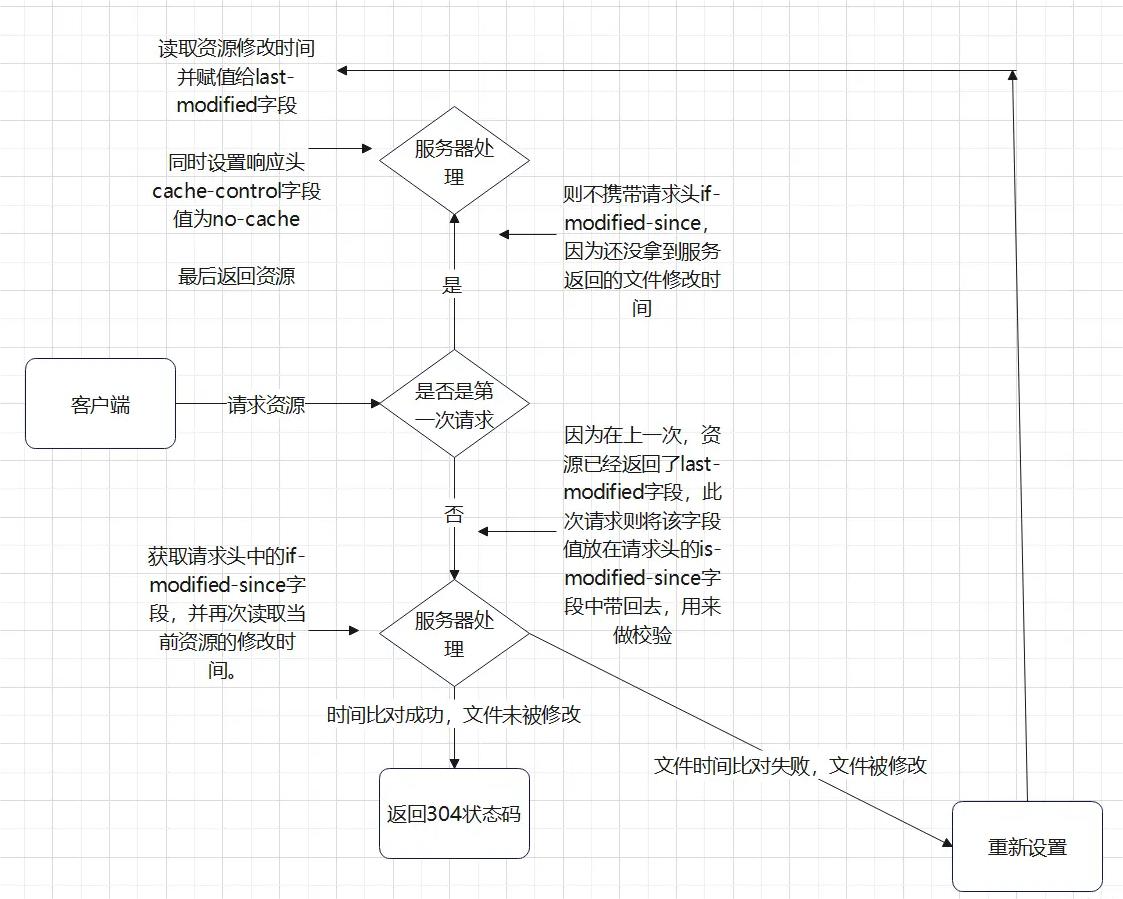 读取资源修改时间
并赋值给last-
modified字段
同时设置响应头
cache-control字段
值为no-cache
最后返回资源
服务器处
理
则不携带请求头if-
modified-since，
因为还没拿到服务
返回的文件修改时
间
是
客户端
请求资源
是否是第
一次请求
因为在上一次，资
源已经返回了last-
modified字段，此
次请求则将该字段
值放在请求头的is-
modified-since字
段中带回去，用来
做校验
否
获取请求头中的if-
modified-since字
段，并再次读取当
前资源的修改时
间。
服务器处
理
时间比对成功，文件未被修改
文件时间比对失败，文件被修改
返回304状态码
重新设置